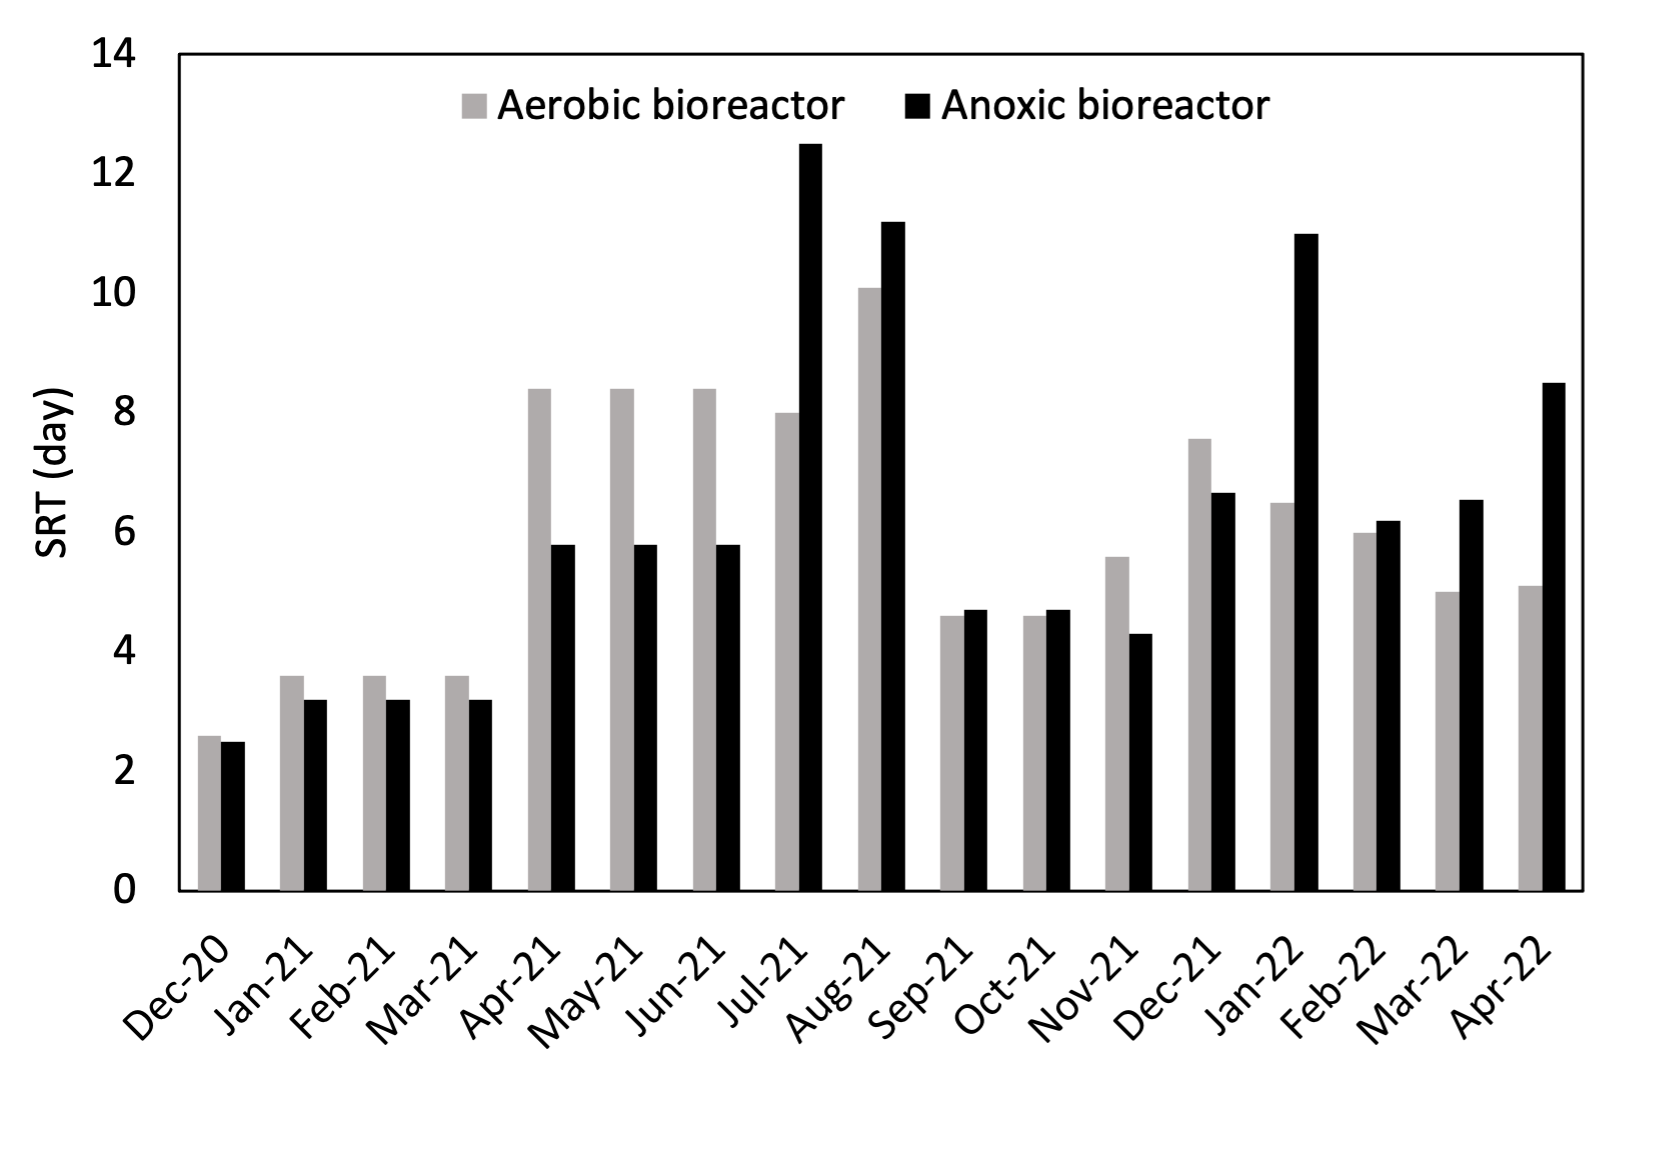 14
Aerobic bioreactor
Anoxic bioreactor
12
10
8
6
4
2
0
SRT (day)
Dec-20
Jan-21
Feb-21
Mar-21
Apr-21
May-21
Jun-21
Jul-21
Aug-21
Sep-21
Oct-21
Nov-21
Dec-21
Jan-22
Feb-22
Mar-22
Apr-22